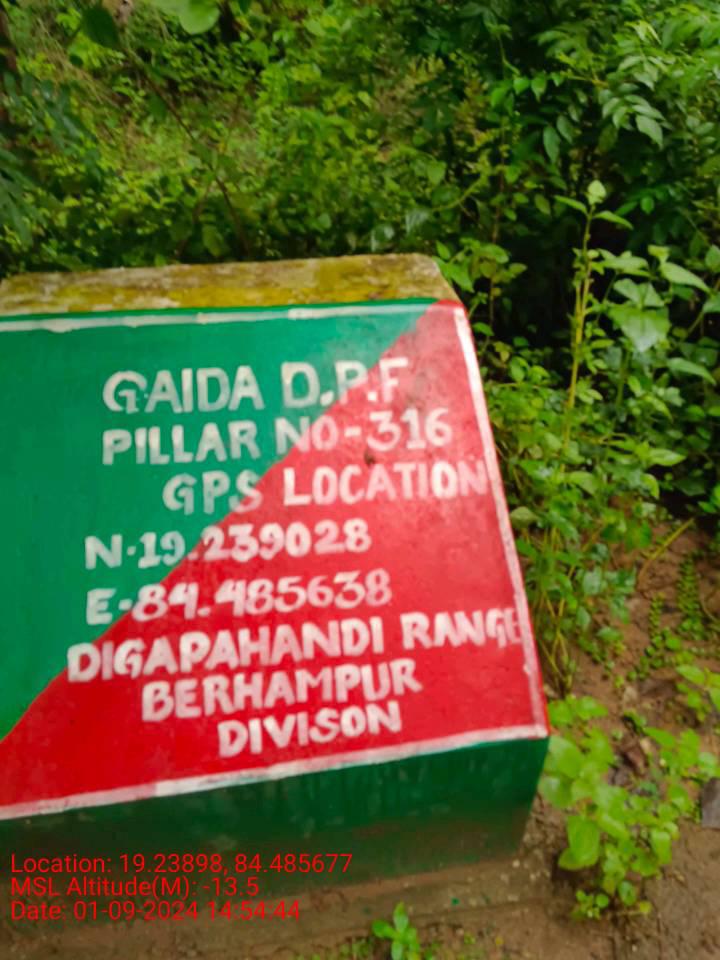 GAIDA D.P.F
PILLAR NO-316
GPS LOCATION
N-19.239028
E-84.485638
DIGAPAHANDI RANGE
BERHAMPUR
DIVISON
Location: 19.23898, 84.485677
MSL Altitude(M): -13.5
Date: 01-09-2024 14:54:44